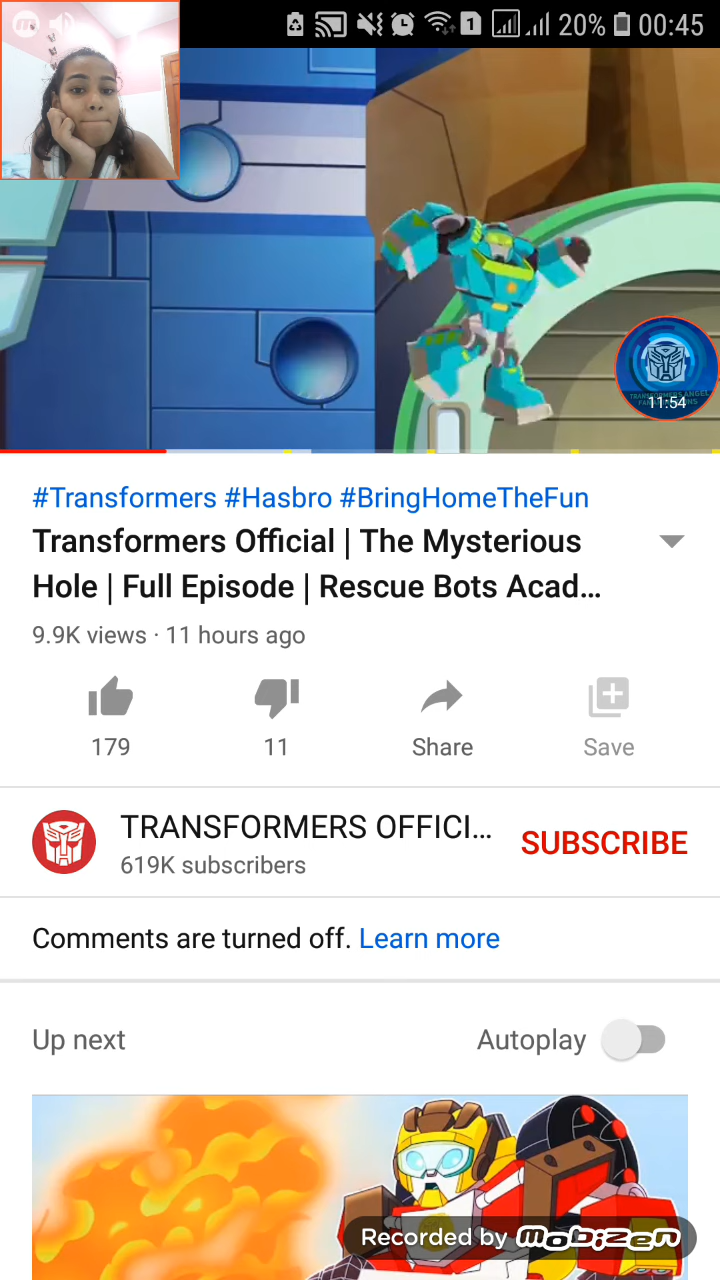 1 20% 00:45
11:54
#Transformers #Hasbro #BringHomeTheFun
Transformers Official | The Mysterious
Hole | Full Episode | Rescue Bots Acad...
9.9K views · 11 hours ago
179 11 Share Save
TRANSFORMERS OFFICI... SUBSCRIBE
619K subscribers
Comments are turned off. Learn more
Up next Autoplay
Recorded by mobizen